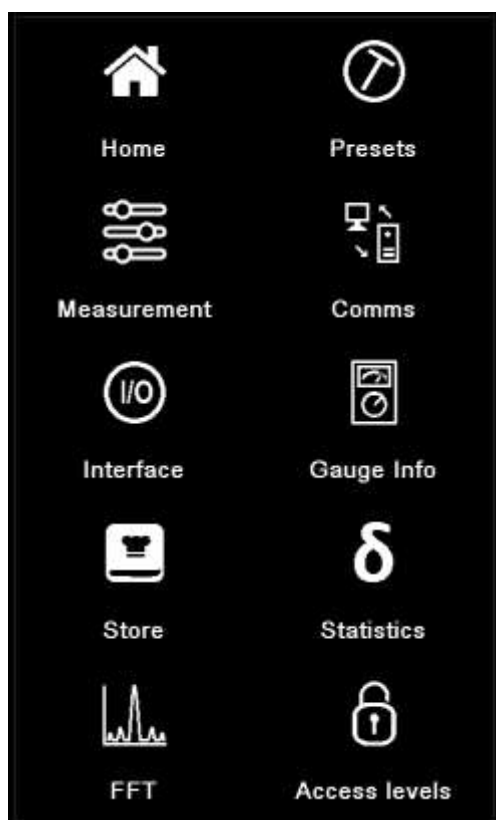 Home
Presets
Measurement
Comms
I/O
Interface
Gauge Info
Store
δ
Statistics
FFT
Access levels